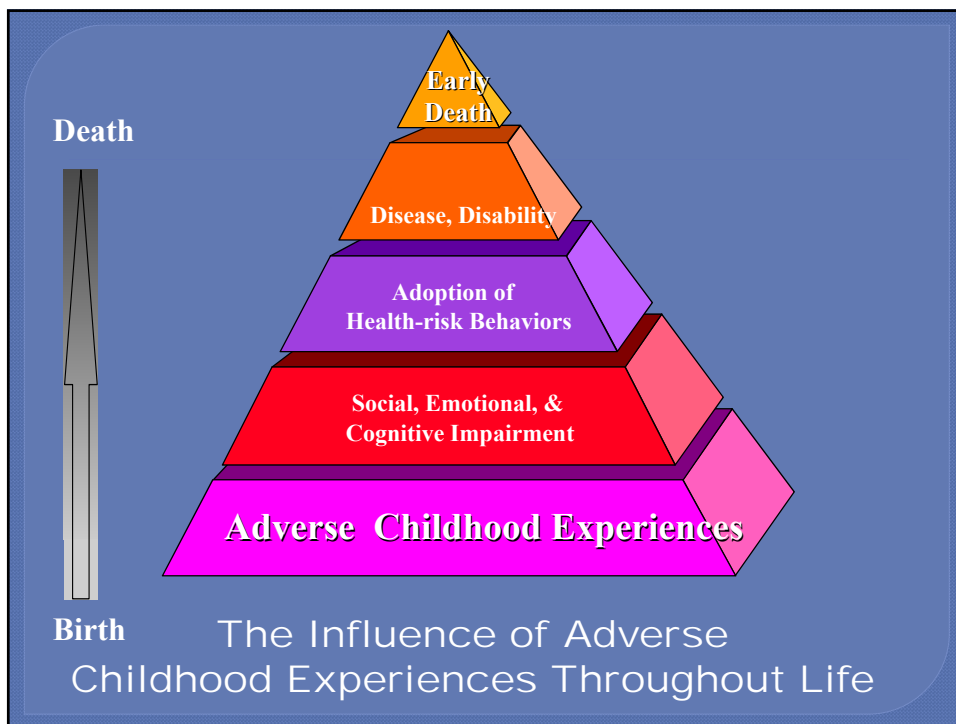 Early
Death
Death
Disease, Disability
Adoption of
Health-risk Behaviors
Social, Emotional, &
Cognitive Impairment
Adverse Childhood Experiences
Birth
The Influence of Adverse
Childhood Experiences Throughout Life